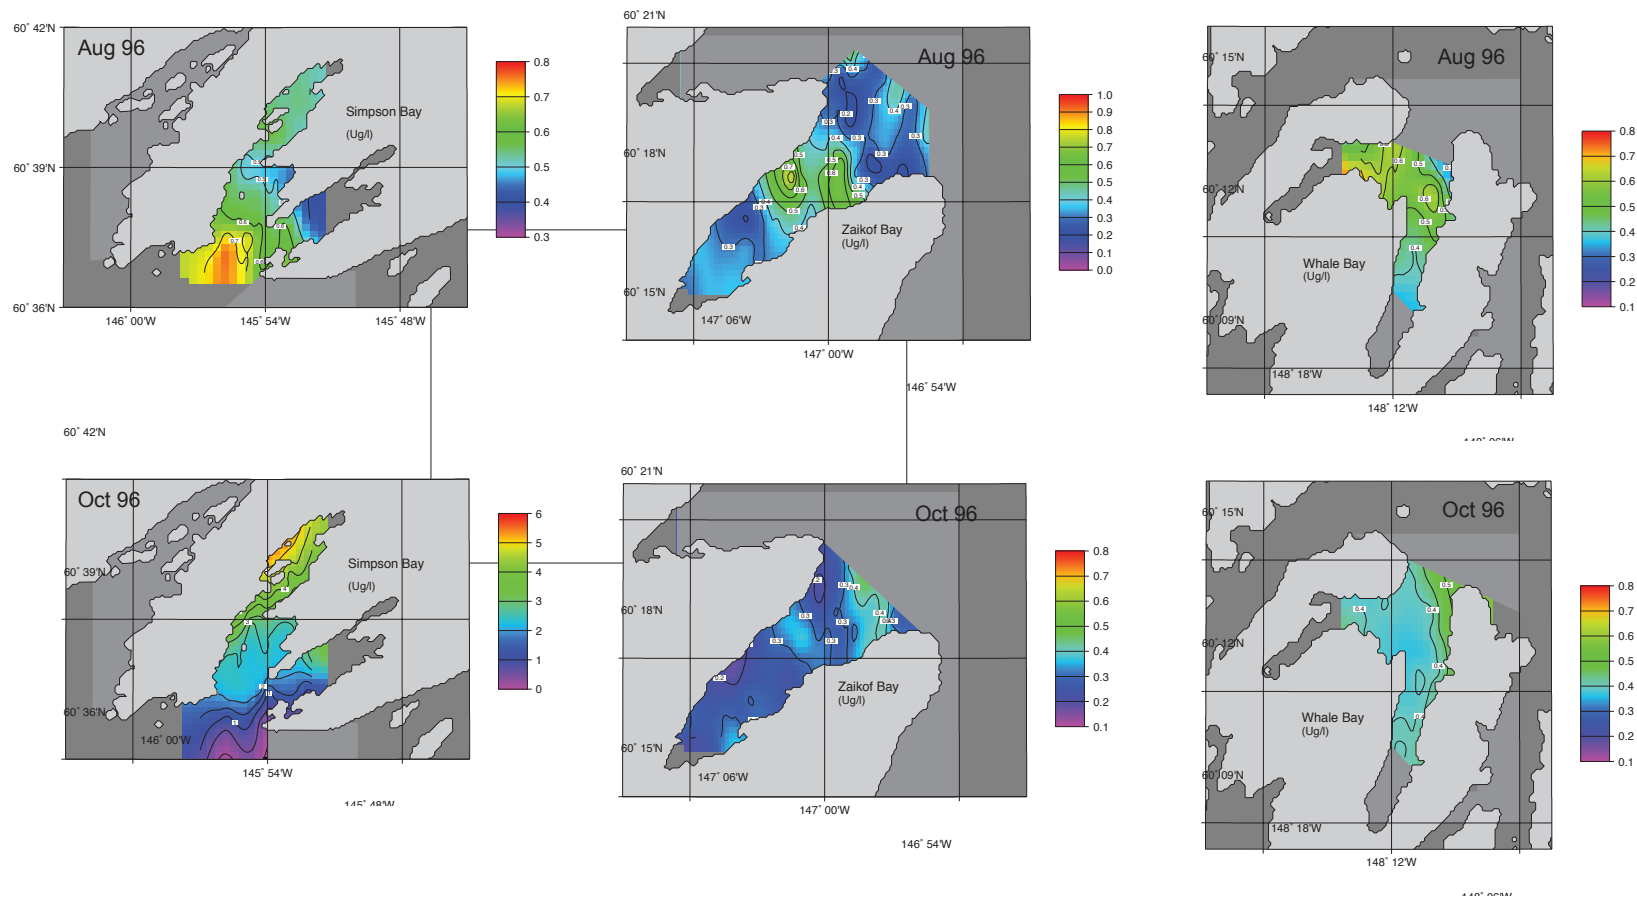 60° 42'N
Aug 96
Simpson Bay
(Ug/l)
60° 39'N
60° 36'N
146° 00'W
145° 54'W
145° 48'W
0.8
0.7
0.6
0.5
0.4
0.3
60° 21'N
Aug 96
60° 18'N
Zaikof Bay
(Ug/l)
60° 15'N
147° 06'W
147° 00'W
146° 54'W
1.0
0.9
0.8
0.7
0.6
0.5
0.4
0.3
0.2
0.1
0.0
60° 15'N
Aug 96
60° 12'N
Whale Bay
(Ug/l)
60° 09'N
148° 18'W
148° 12'W
0.8
0.7
0.6
0.5
0.4
0.3
0.2
0.1
60° 42'N
Oct 96
Simpson Bay
(Ug/l)
60° 39'N
60° 36'N
146° 00'W
145° 54'W
145° 48'W
6
5
4
3
2
1
0
60° 21'N
Oct 96
60° 18'N
Zaikof Bay
(Ug/l)
60° 15'N
147° 06'W
147° 00'W
146° 54'W
0.8
0.7
0.6
0.5
0.4
0.3
0.2
0.1
60° 15'N
Oct 96
60° 12'N
Whale Bay
(Ug/l)
60° 09'N
148° 18'W
148° 12'W
0.8
0.7
0.6
0.5
0.4
0.3
0.2
0.1